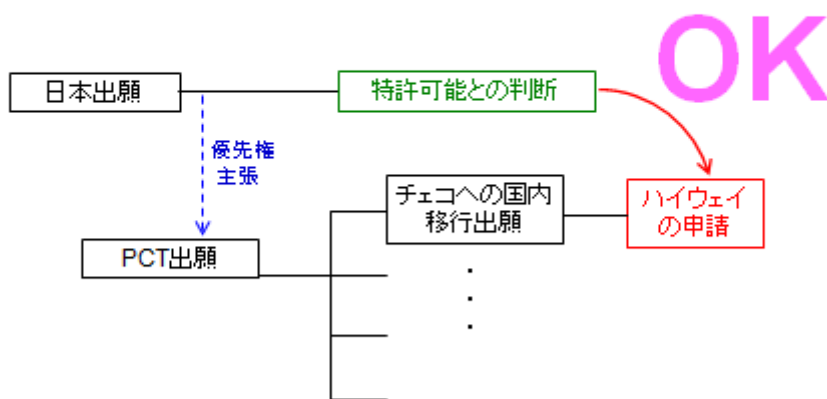 OK
日本出願
特許可能との判断
優先権
主張
チェコへの国内
移行出願
ハイウェイ
の申請
PCT出願